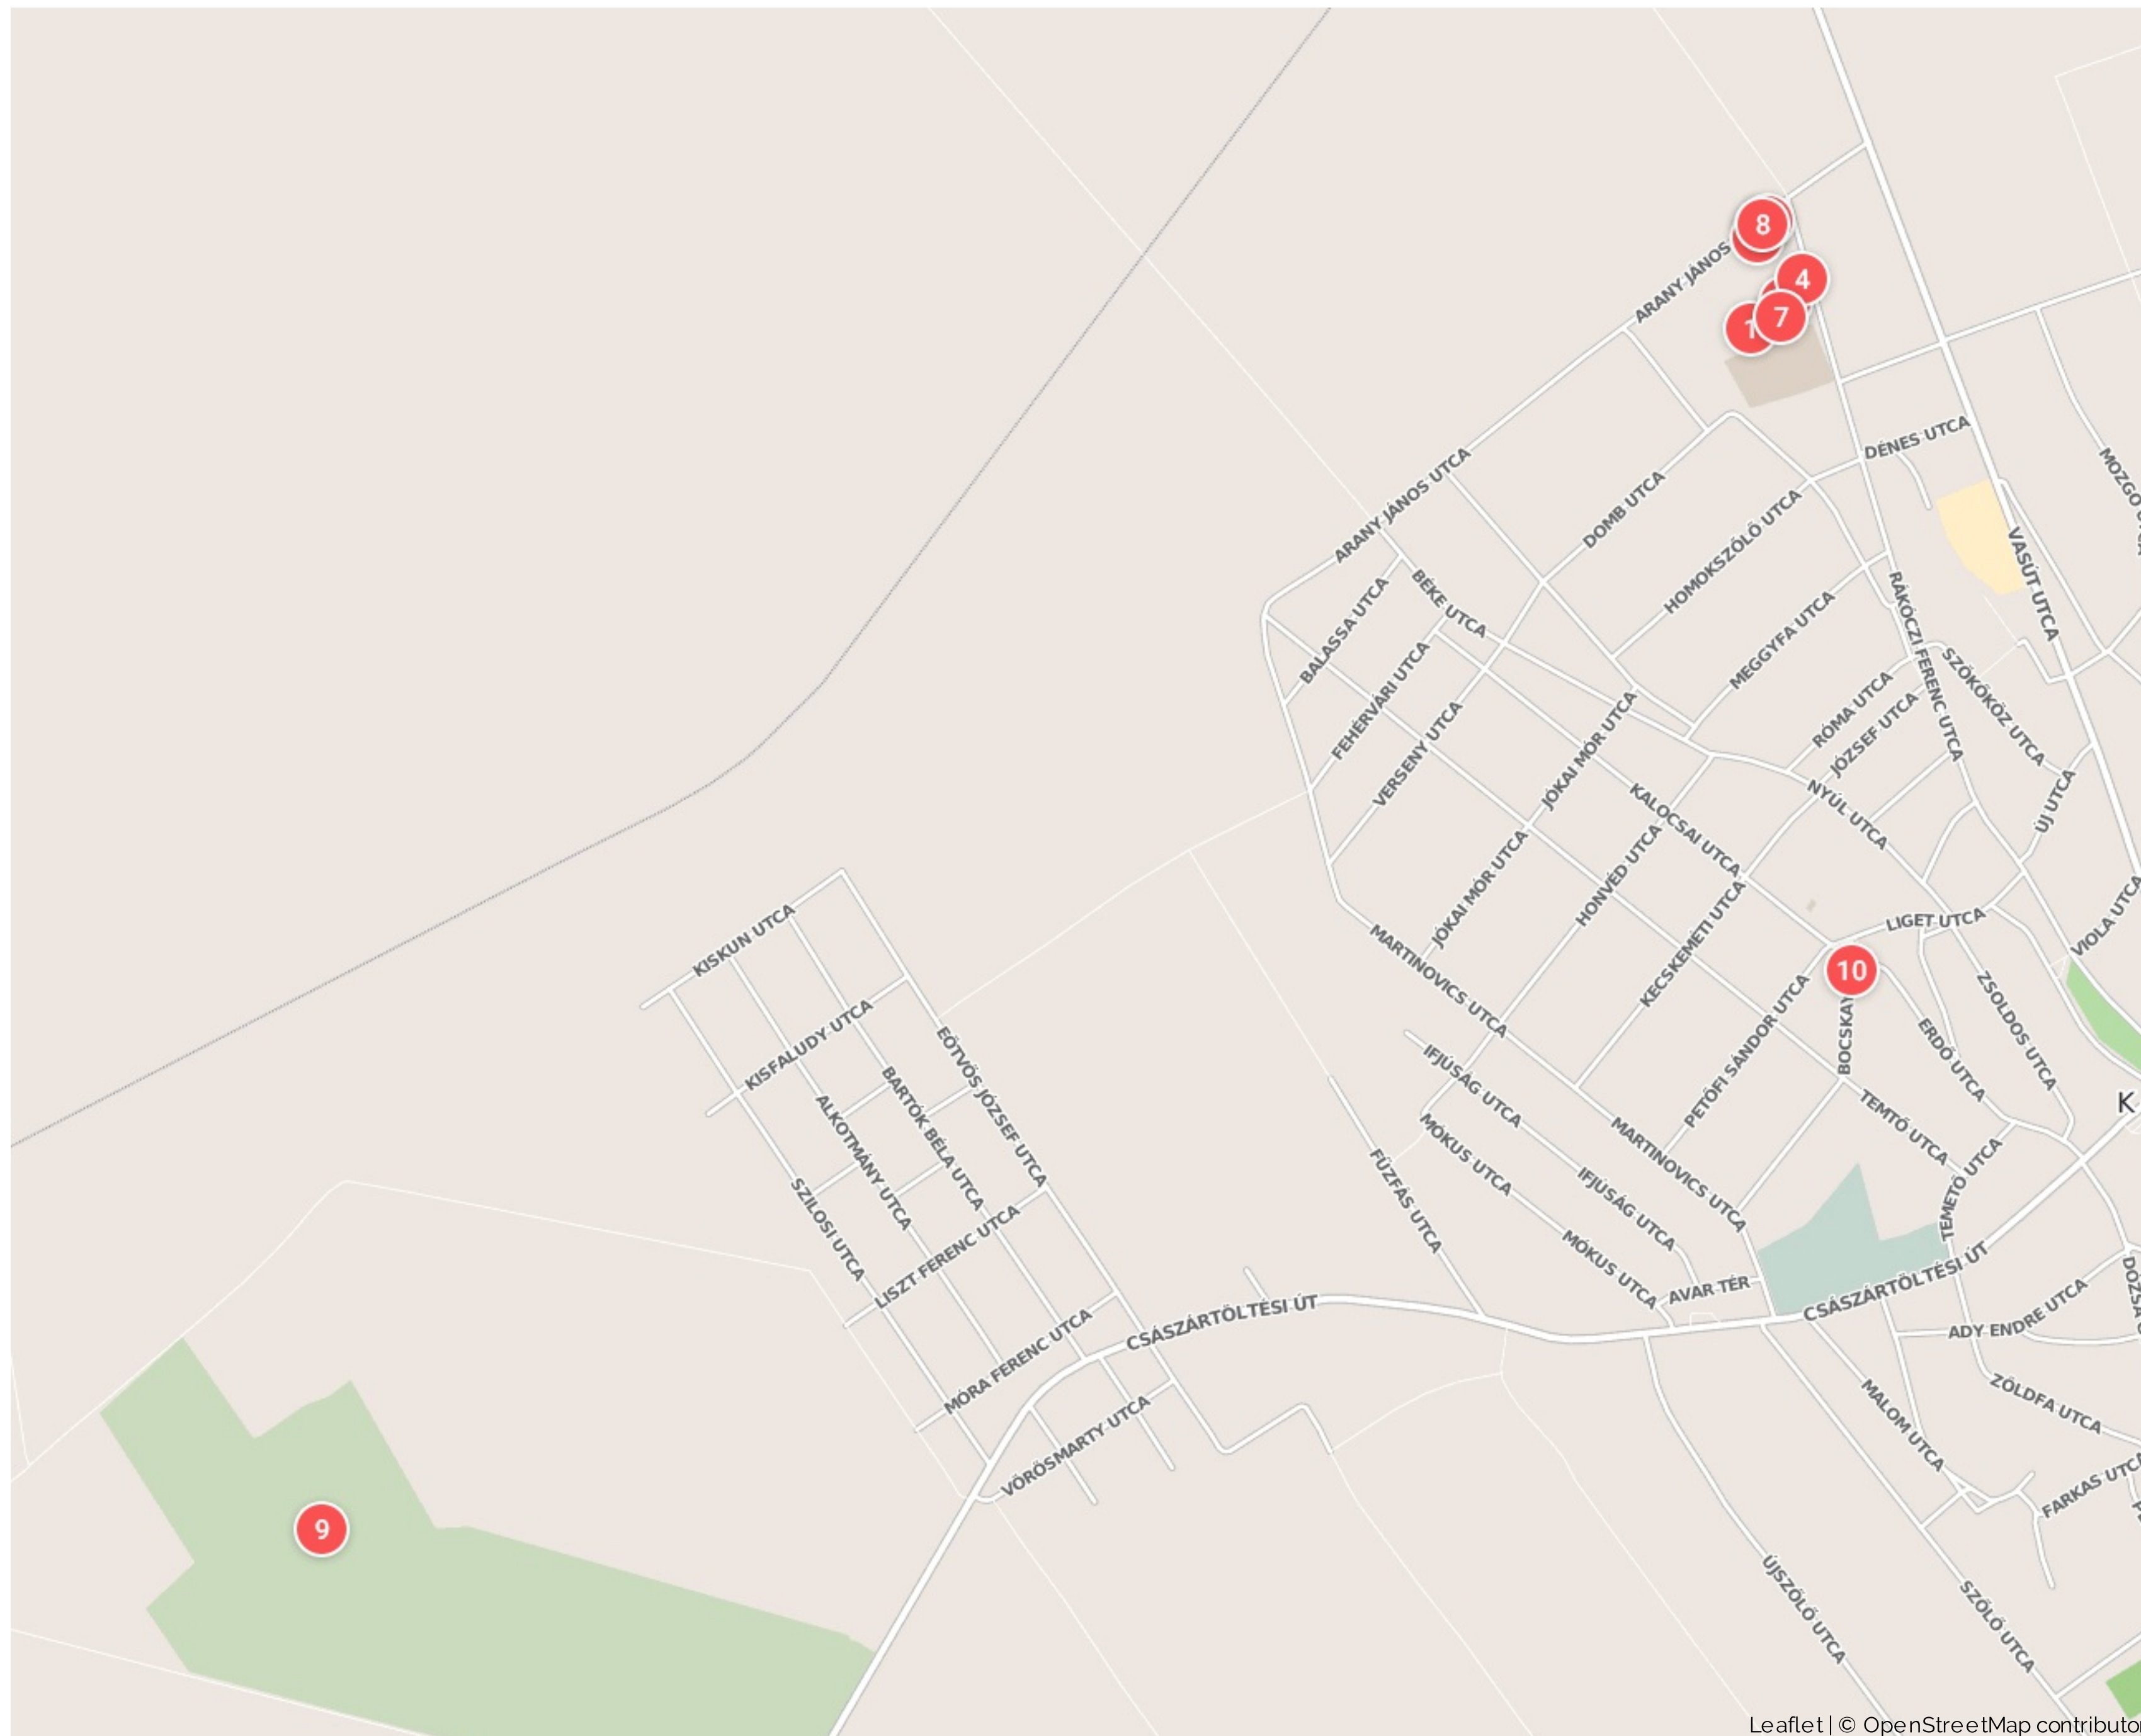 8
ARANY JÁNOS
4
1
7
DÉNES UTCA
ARANY JÁNOS UTCA
DOMB UTCA
HOMOKSZŐLŐ UTCA
VASÚT UTCA
BALASSA UTCA
BÉKE UTCA
MEGGYFA UTCA
RÁKÓCZI FERENC UTCA
FEHÉRVÁRI UTCA
VERSENY UTCA
JÓKAI MÓR UTCA
RÓMA UTCA
JÓZSEF UTCA
SZŐKŐKÖZ UTCA
KALOCSAI UTCA
NYÚL UTCA
ÚJ UTCA
JÓKAI MÓR UTCA
HONVÉD UTCA
KECSKEMÉTI UTCA
LIGET UTCA
VIOLA UTCA
KISKUN UTCA
MARTINOVICS UTCA
10
KISFALUDY UTCA
EÖTVÖS JÓZSEF UTCA
IFJÚSÁG UTCA
PETŐFI SÁNDOR UTCA
BOCSKAY
ERDŐ UTCA
ZSOLDOS UTCA
BARTÓK BÉLA UTCA
ALKOTMÁNY UTCA
MÓKUS UTCA
MARTINOVICS UTCA
TEMTŐ UTCA
K
SZILOSI UTCA
FŰZFÁS UTCA
IFJÚSÁG UTCA
TEMETŐ UTCA
LISZT FERENC UTCA
MÓKUS UTCA
AVAR TÉR
CSÁSZÁRTÖLTÉSI ÚT
CSÁSZÁRTÖLTÉSI ÚT
MÓRA FERENC UTCA
ADY ENDRE UTCA
VÖRÖSMARTY UTCA
MALOM UTCA
ZÖLDFA UTCA
FARKAS UTCA
9
ÚJSZŐLŐ UTCA
SZŐLŐ UTCA
Leaflet | © OpenStreetMap contributo